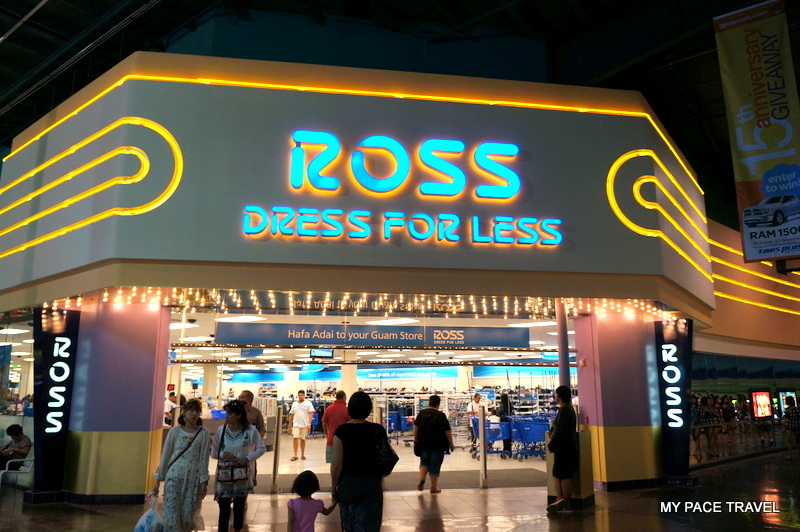 ROSS
DRESS FOR LESS
15th
anniversary
GIVEAWAY
enter
to win
RAM 1500
Hafa Adai to your Guam Store
ROSS
DRESS FOR LESS
ROSS
ROSS
MY PACE TRAVEL